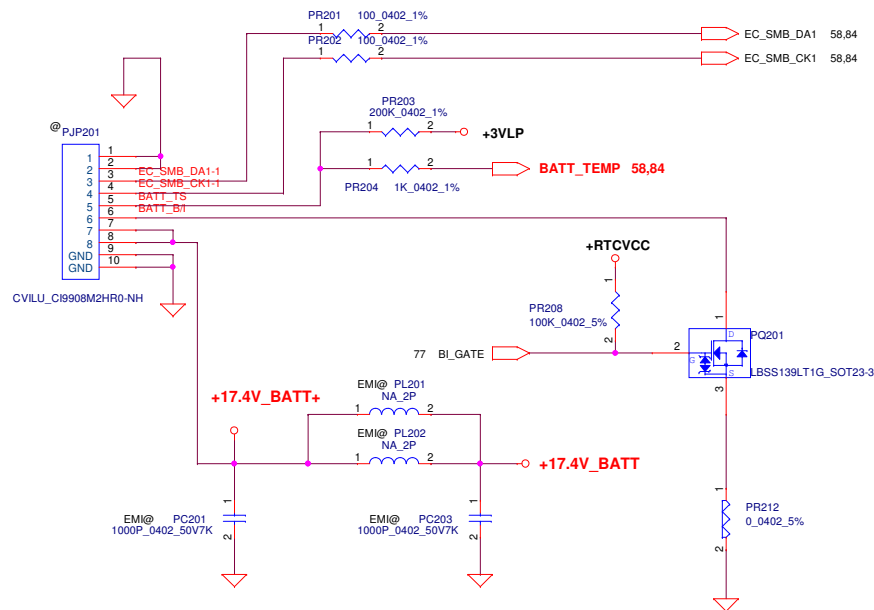 PR201 100_0402_1%
1 2
EC_SMB_DA1 58,84
PR202 100_0402_1%
1 2
EC_SMB_CK1 58,84
PR203
200K_0402_1%
1 2
+3VLP
@
PJP201
1 2
BATT_TEMP 58,84
PR204 1K_0402_1%
1 1
2 2
3 3 EC_SMB_DA1-1
4 4 EC_SMB_CK1-1
5 5 BATT_TS
6 6 BATT_B/I
7 7
8 8
GND 9
GND 10
CVILU_CI9908M2HR0-NH
+RTCVCC
1
PR208
100K_0402_5%
2
77 BI_GATE
1
D
PQ201
2
G
S
LBSS139LT1G_SOT23-3
3
+17.4V_BATT+
EMI@ PL201
NA_2P
1 2
EMI@ PL202
NA_2P
1 2
+17.4V_BATT
1
EMI@ PC201
1000P_0402_50V7K
2
1
EMI@ PC203
1000P_0402_50V7K
2
1
PR212
0_0402_5%
2